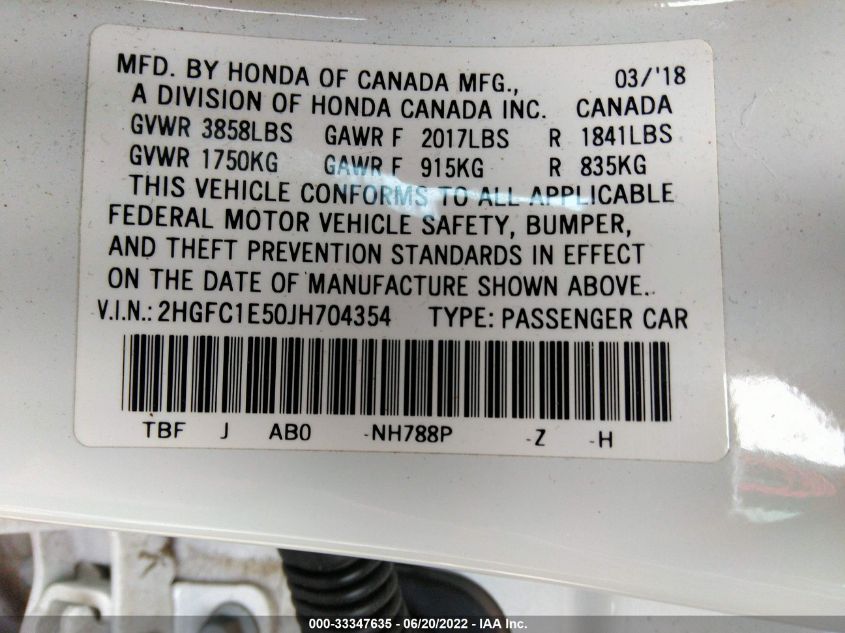 MFD. BY HONDA OF CANADA MFG., 03/'18
A DIVISION OF HONDA CANADA INC. CANADA
GVWR 3858LBS GAWR F 2017LBS R 1841LBS
GVWR 1750KG GAWR F 915KG R 835KG
THIS VEHICLE CONFORMS TO ALL APPLICABLE
FEDERAL MOTOR VEHICLE SAFETY, BUMPER,
AND THEFT PREVENTION STANDARDS IN EFFECT
ON THE DATE OF MANUFACTURE SHOWN ABOVE.
V.I.N.: 2HGFC1E50JH704354 TYPE: PASSENGER CAR
TBF J AB0 -NH788P -Z -H
000-33347635 - 06/20/2022 - IAA Inc.